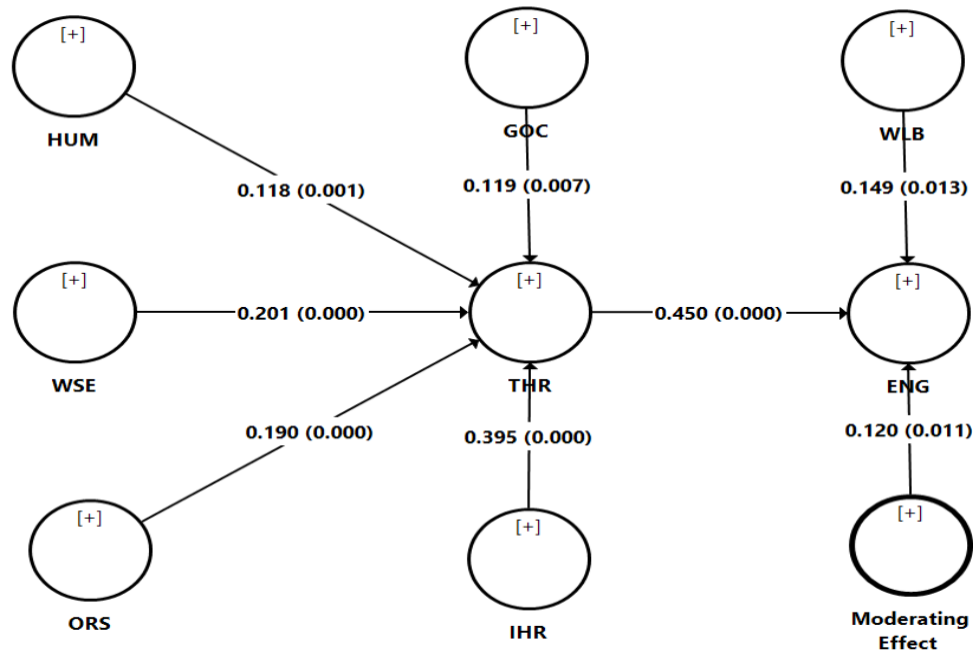 [+]
[+]
[+]
HUM
GOC
WLB
0.118 (0.001)
0.119 (0.007)
0.149 (0.013)
[+]
[+]
[+]
0.201 (0.000)
0.450 (0.000)
WSE
THR
ENG
0.190 (0.000)
0.395 (0.000)
0.120 (0.011)
[+]
[+]
[+]
ORS
IHR
Moderating
Effect